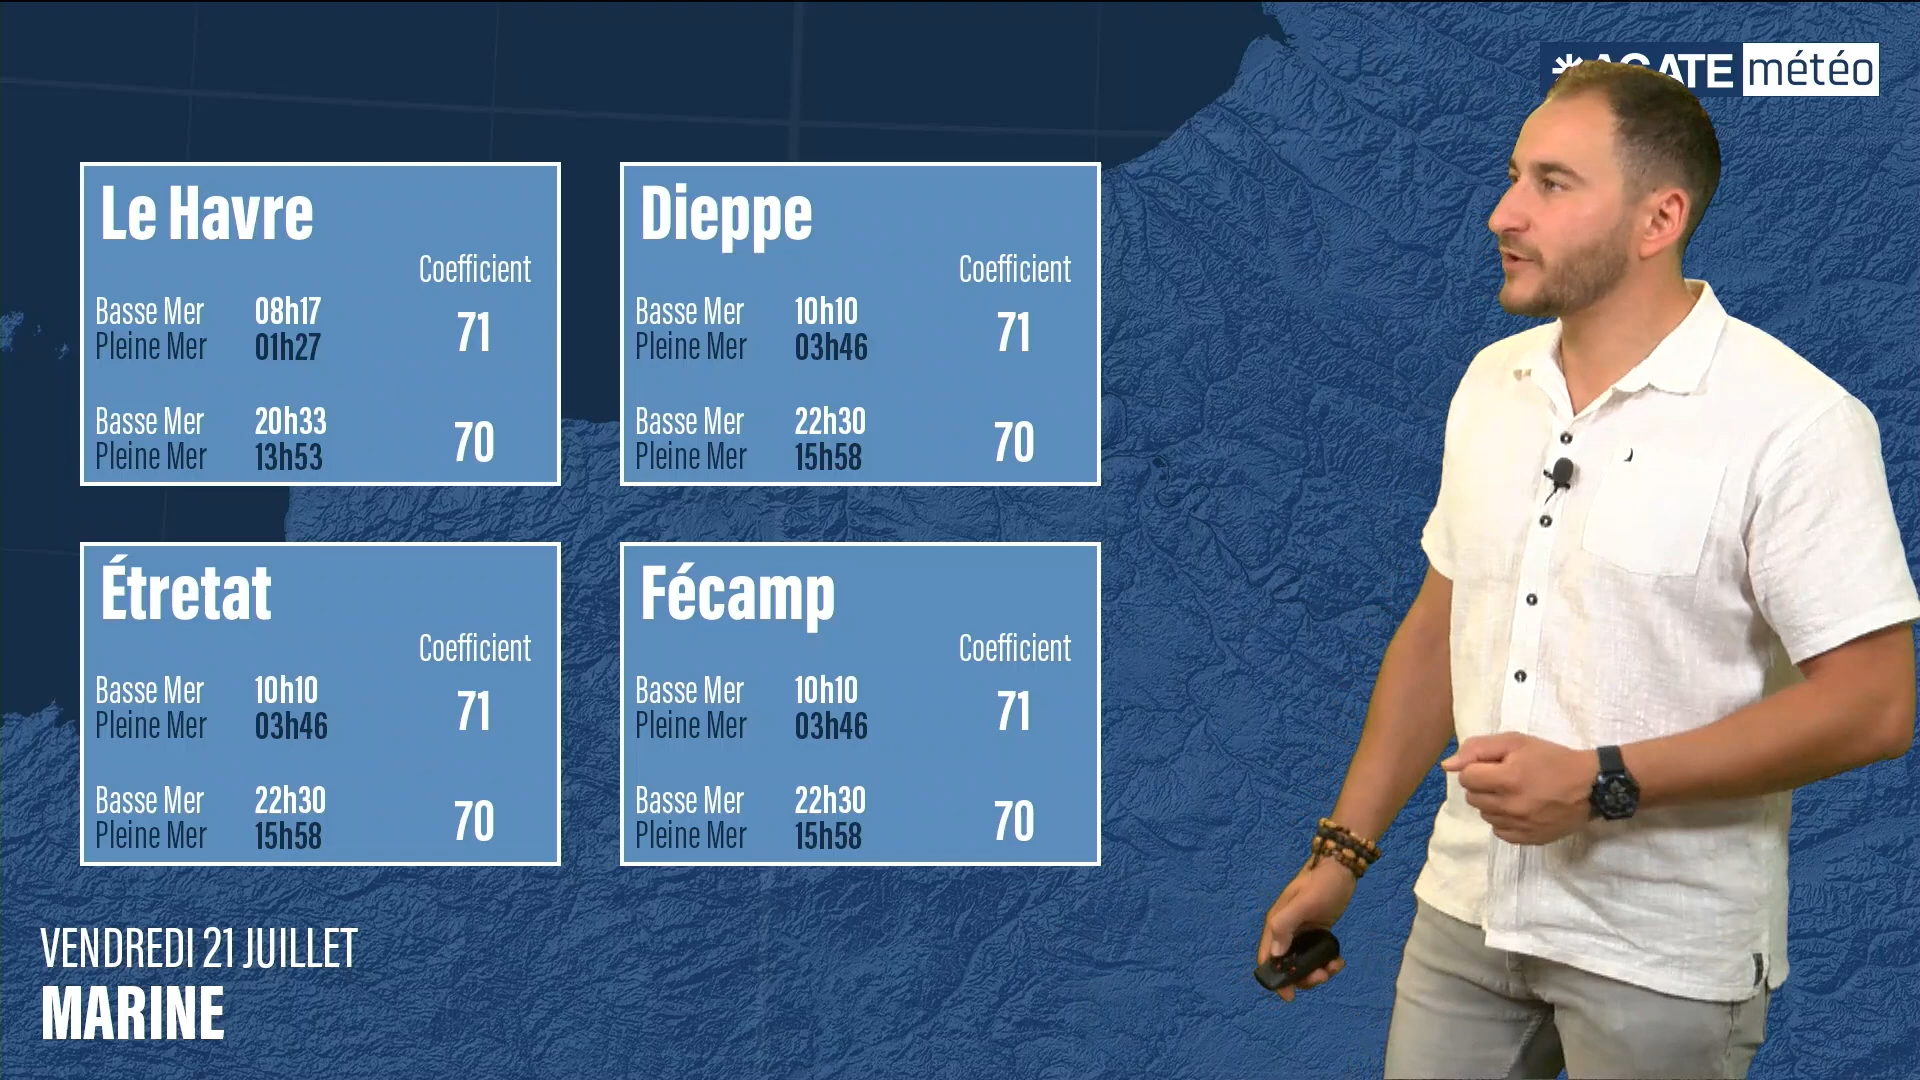 AGATE météo
Le Havre
Coefficient
Basse Mer 08h17
71
Pleine Mer 01h27
Basse Mer 20h33
70
Pleine Mer 13h53
Dieppe
Coefficient
Basse Mer 10h10
71
Pleine Mer 03h46
Basse Mer 22h30
70
Pleine Mer 15h58
Étretat
Coefficient
Basse Mer 10h10
71
Pleine Mer 03h46
Basse Mer 22h30
70
Pleine Mer 15h58
Fécamp
Coefficient
Basse Mer 10h10
71
Pleine Mer 03h46
Basse Mer 22h30
70
Pleine Mer 15h58
VENDREDI 21 JUILLET
MARINE